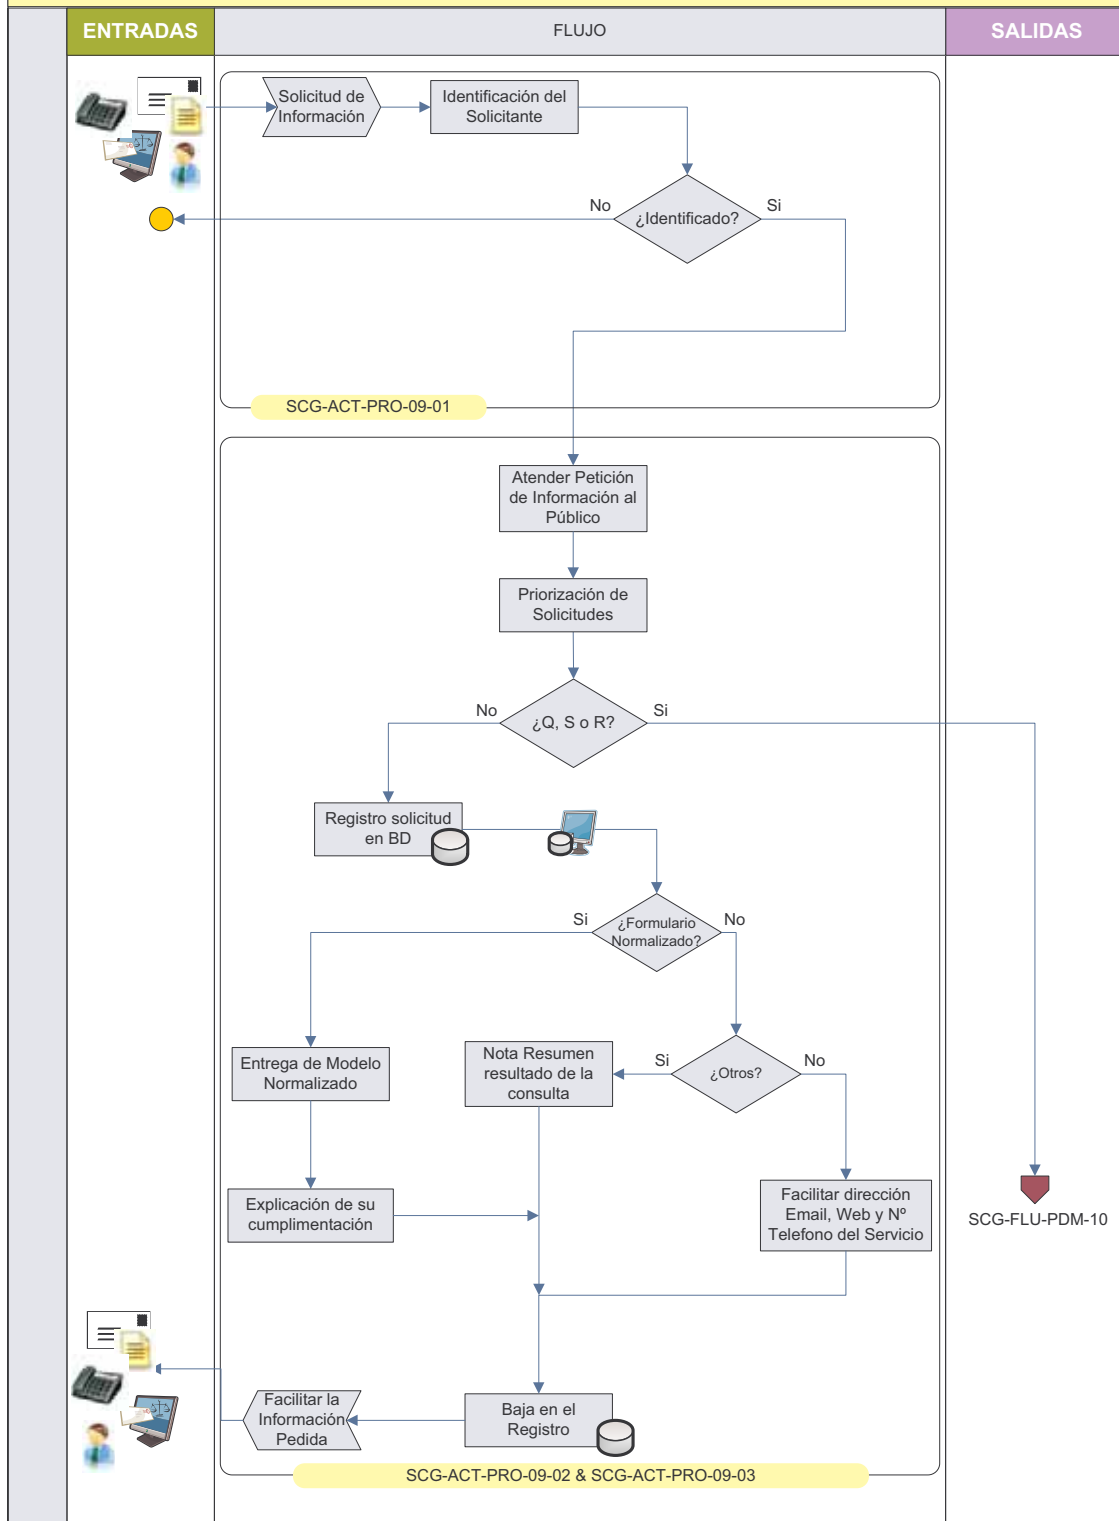 ENTRADAS
FLUJO
SALIDAS
Solicitud de
Información
Identificación del
Solicitante
No
¿Identificado?
Si
SCG-ACT-PRO-09-01
Atender Petición
de Información al
Público
Priorización de
Solicitudes
No
¿Q, S o R?
Si
Registro solicitud
en BD
Si
¿Formulario
Normalizado?
No
Entrega de Modelo
Normalizado
Nota Resumen
resultado de la
consulta
Si
¿Otros?
No
Explicación de su
cumplimentación
Facilitar dirección
Email, Web y Nº
Telefono del Servicio
SCG-FLU-PDM-10
Facilitar la
Información
Pedida
Baja en el
Registro
SCG-ACT-PRO-09-02 & SCG-ACT-PRO-09-03